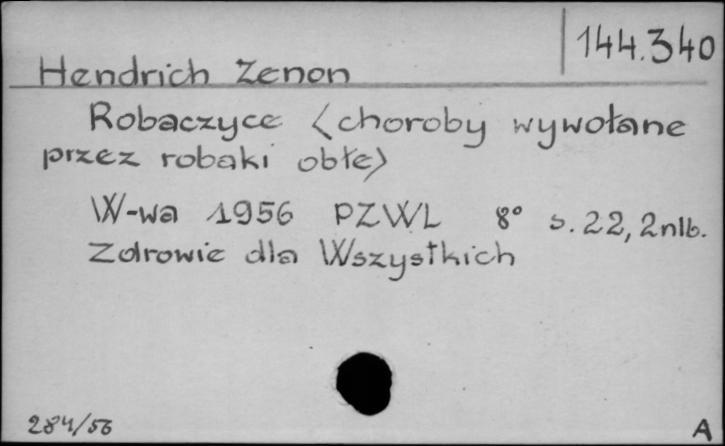 144.340
Hendrich Zenon
Robaczyce <choroby wywołane
przez robaki obłe>
W-wa 1956 PZWL 8° s. 22, 2nlb.
Zdrowie dla Wszystkich
284/56
A